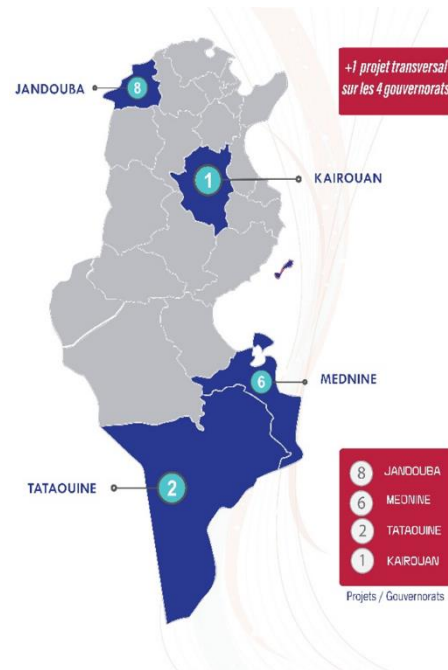 +1 projet transversal
sur les 4 gouvernorats
JANDOUBA
8
1
KAIROUAN
6
MEDNINE
TATAOUINE
2
8 JANDOUBA
6 MEDNINE
2 TATAOUINE
1 KAIROUAN
Projets / Gouvernorats